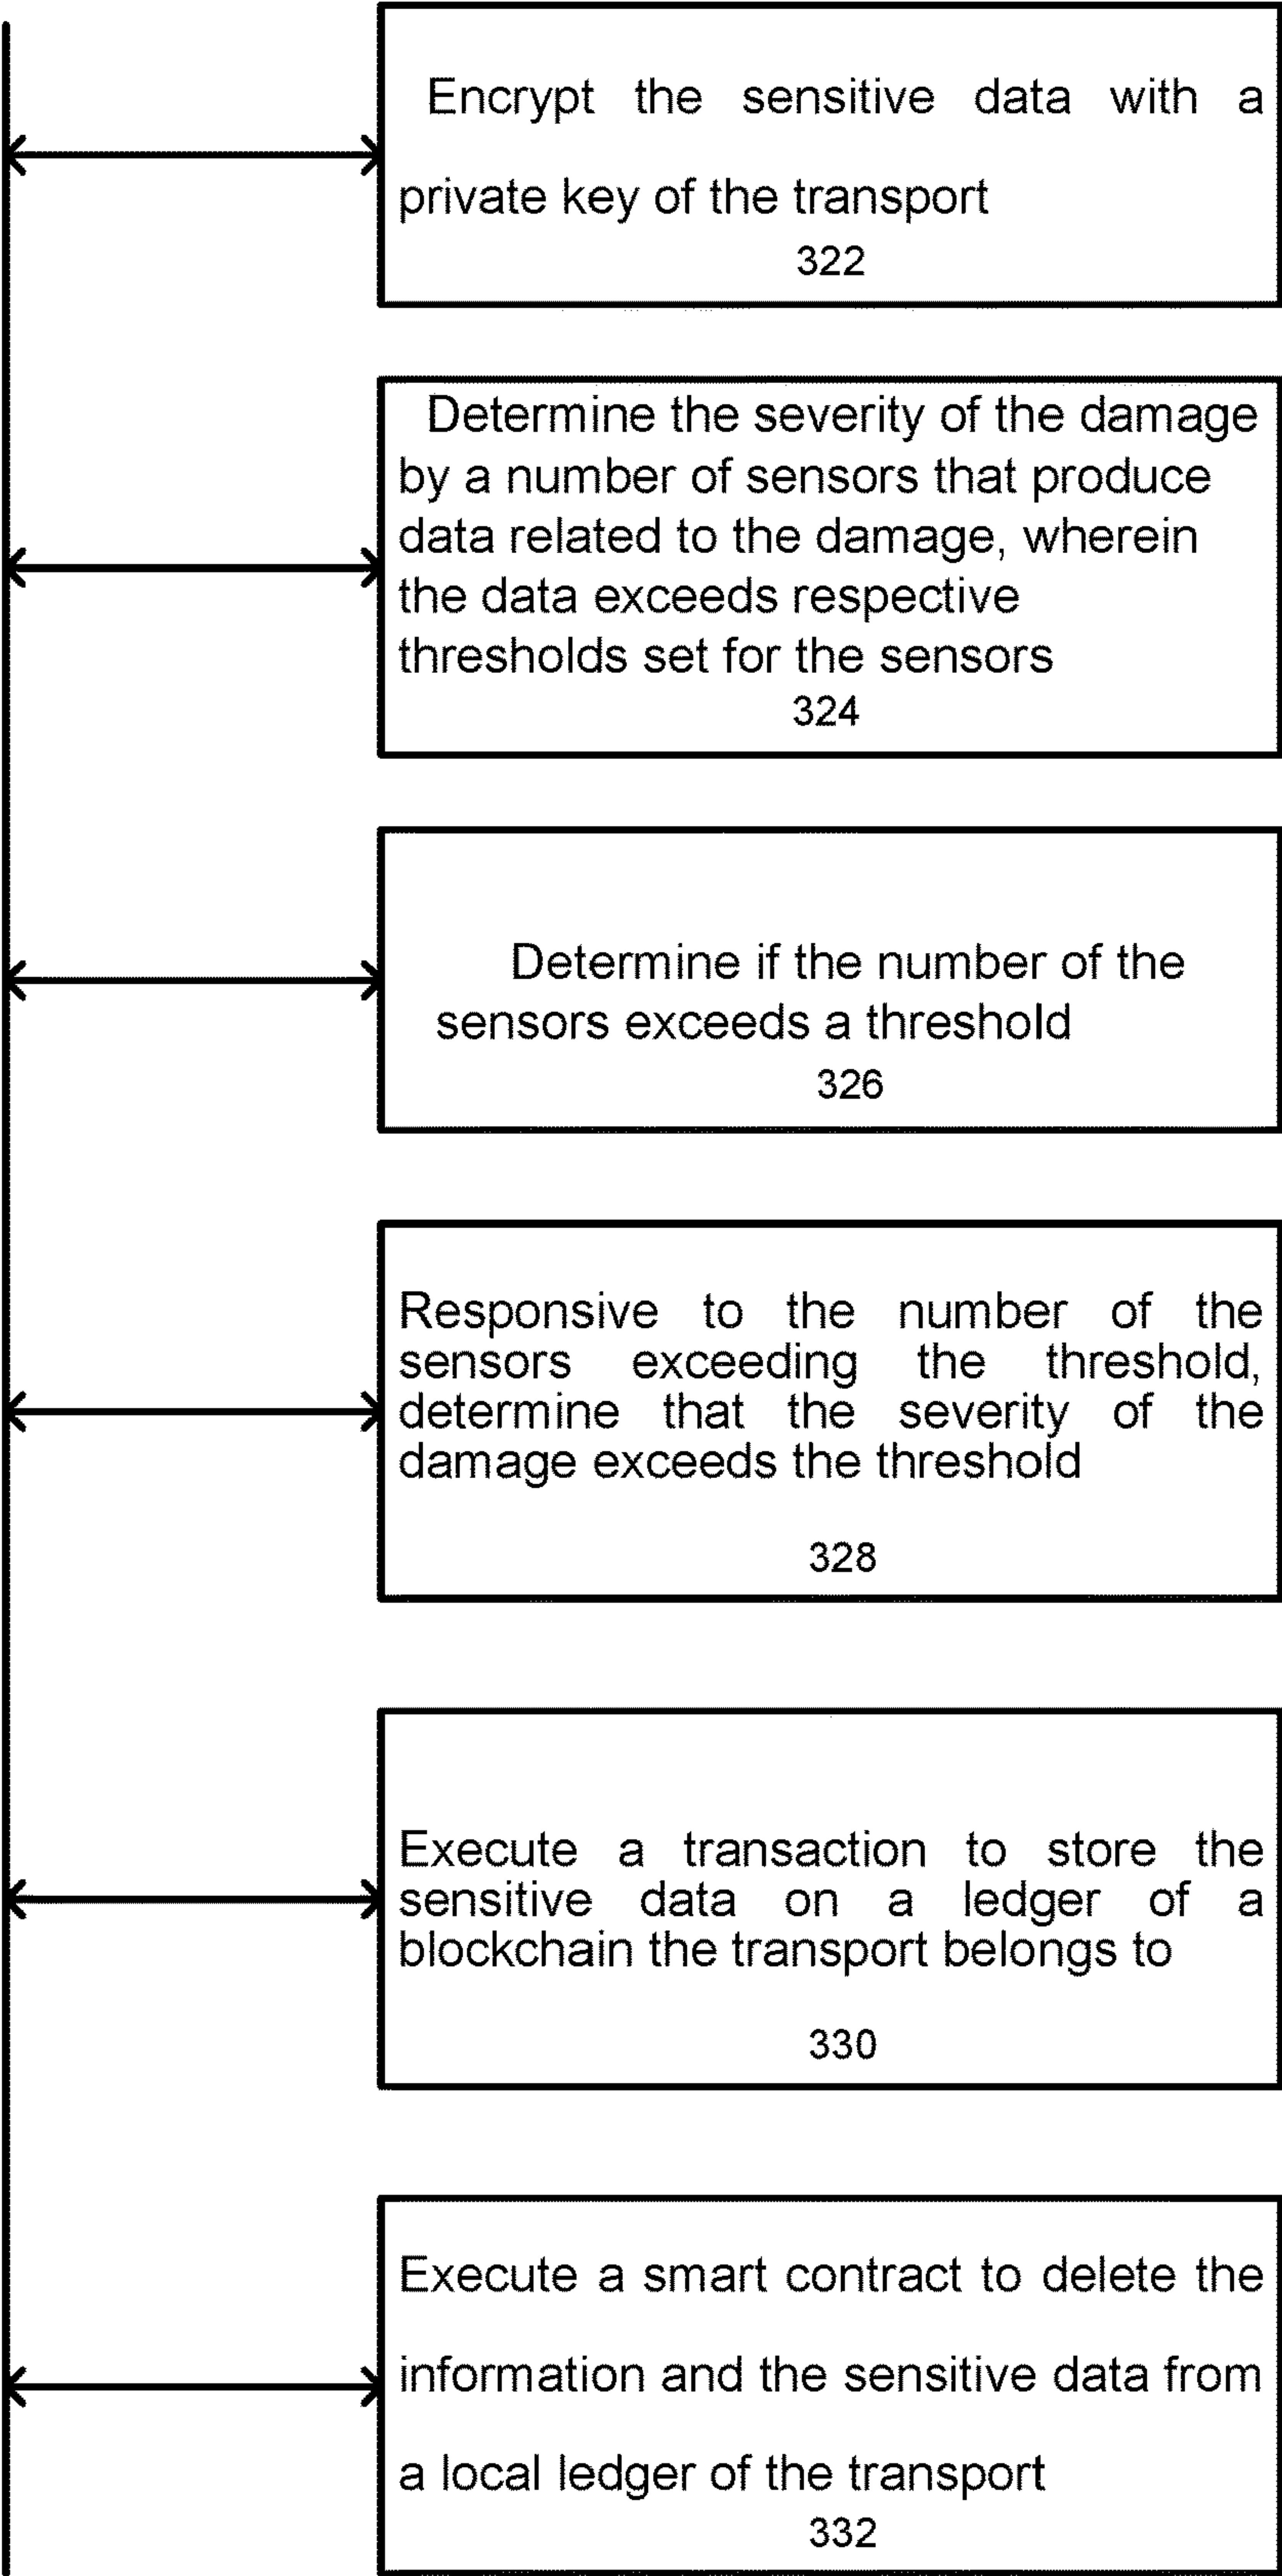 Encrypt the sensitive data with a
private key of the transport
322
Determine the severity of the damage
by a number of sensors that produce
data related to the damage, wherein
the data exceeds respective
thresholds set for the sensors
324
Determine if the number of the
sensors exceeds a threshold
326
Responsive to the number of the
sensors exceeding the threshold,
determine that the severity of the
damage exceeds the threshold
328
Execute a transaction to store the
sensitive data on a ledger of a
blockchain the transport belongs to
330
Execute a smart contract to delete the
information and the sensitive data from
a local ledger of the transport
332